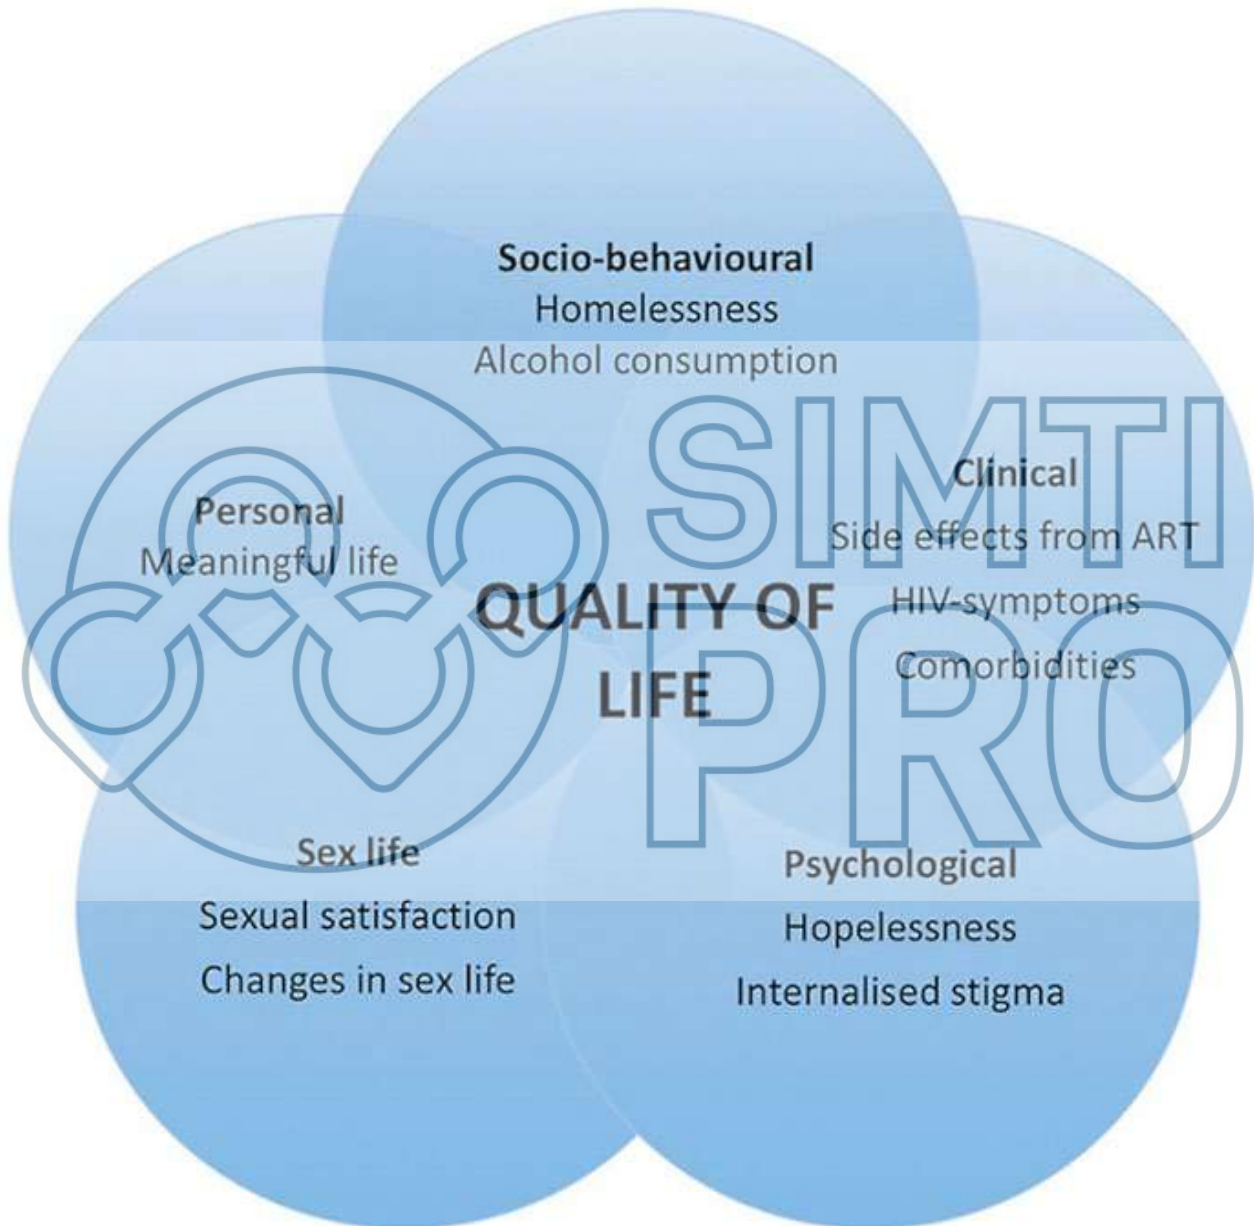 Socio-behavioural
Homelessness
Alcohol consumption
Personal
Meaningful life
Clinical
Side effects from ART
HIV-symptoms
Comorbidities
QUALITY OF
LIFE
Sex life
Sexual satisfaction
Changes in sex life
Psychological
Hopelessness
Internalised stigma
SIMTI
PRO